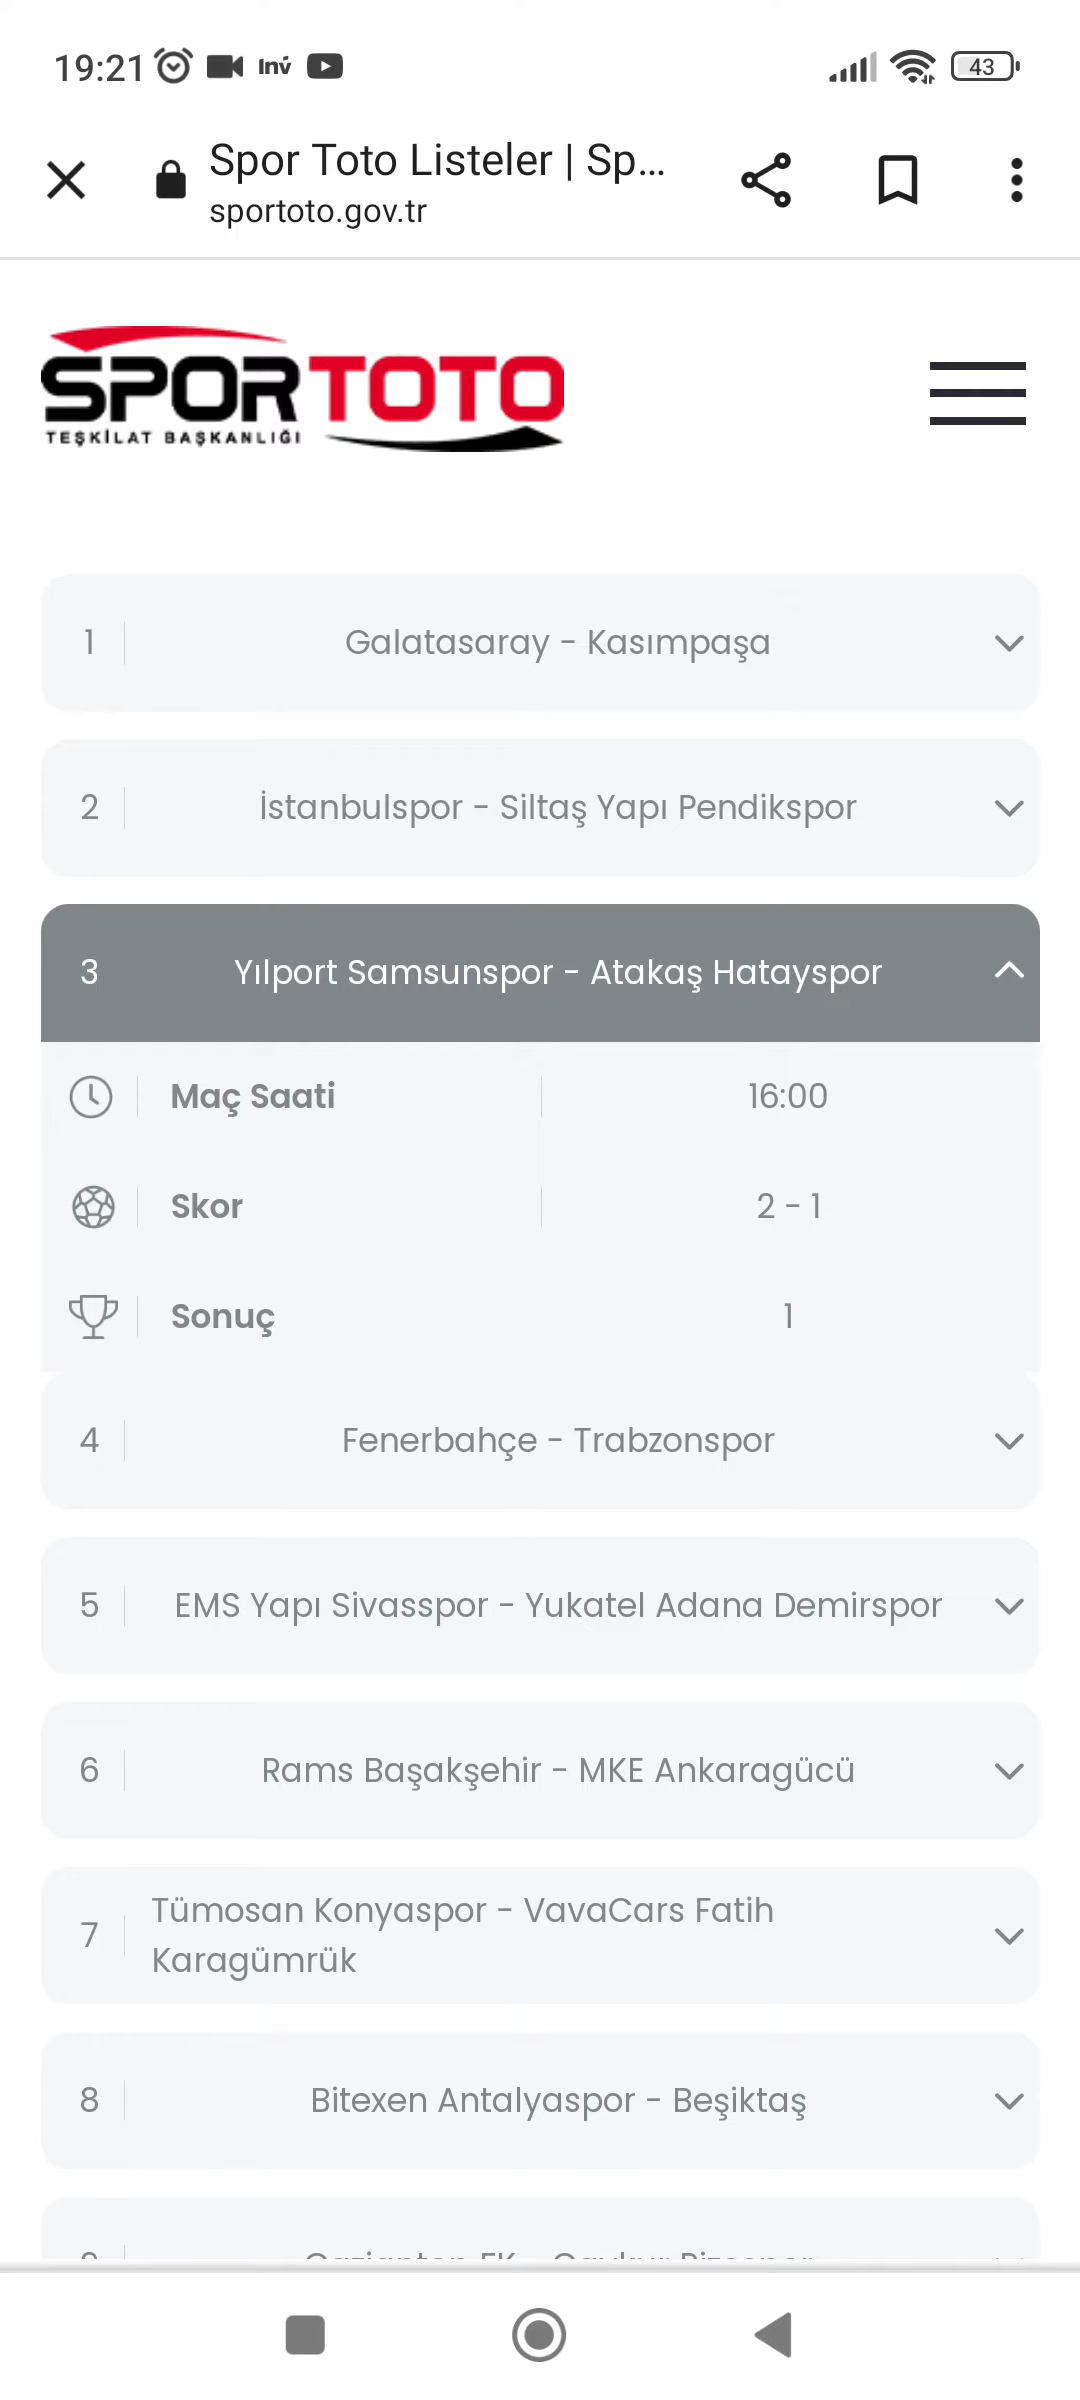 19:21 Inv 43
Spor Toto Listeler | Sp...
sportoto.gov.tr
SPORTOTO
TEŞKİLAT BAŞKANLIĞI
1 Galatasaray - Kasımpaşa
2 İstanbulspor - Siltaş Yapı Pendikspor
3 Yılport Samsunspor - Atakaş Hatayspor
Maç Saati 16:00
Skor 2 - 1
Sonuç 1
4 Fenerbahçe - Trabzonspor
5 EMS Yapı Sivasspor - Yukatel Adana Demirspor
6 Rams Başakşehir - MKE Ankaragücü
7 Tümosan Konyaspor - VavaCars Fatih
Karagümrük
8 Bitexen Antalyaspor - Beşiktaş